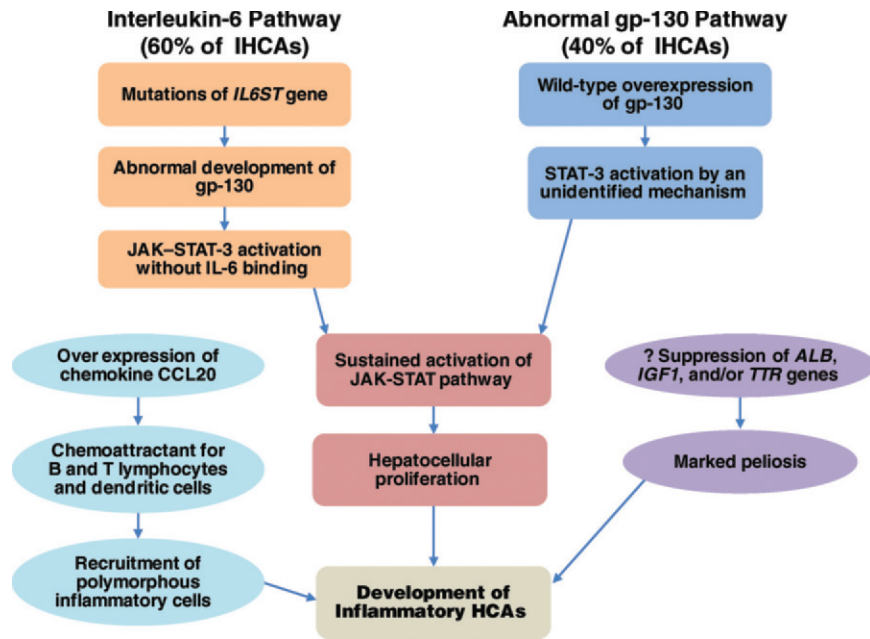 Interleukin-6 Pathway
(60% of IHCAs)
Abnormal gp-130 Pathway
(40% of IHCAs)
Mutations of IL6ST gene
Wild-type overexpression
of gp-130
Abnormal development of
gp-130
STAT-3 activation by an
unidentified mechanism
JAK–STAT-3 activation
without IL-6 binding
Over expression of
chemokine CCL20
Sustained activation of
JAK-STAT pathway
? Suppression of ALB,
IGF1, and/or TTR genes
Chemoattractant for
B and T lymphocytes
and dendritic cells
Hepatocellular
proliferation
Marked peliosis
Recruitment of
polymorphous
inflammatory cells
Development of
Inflammatory HCAs